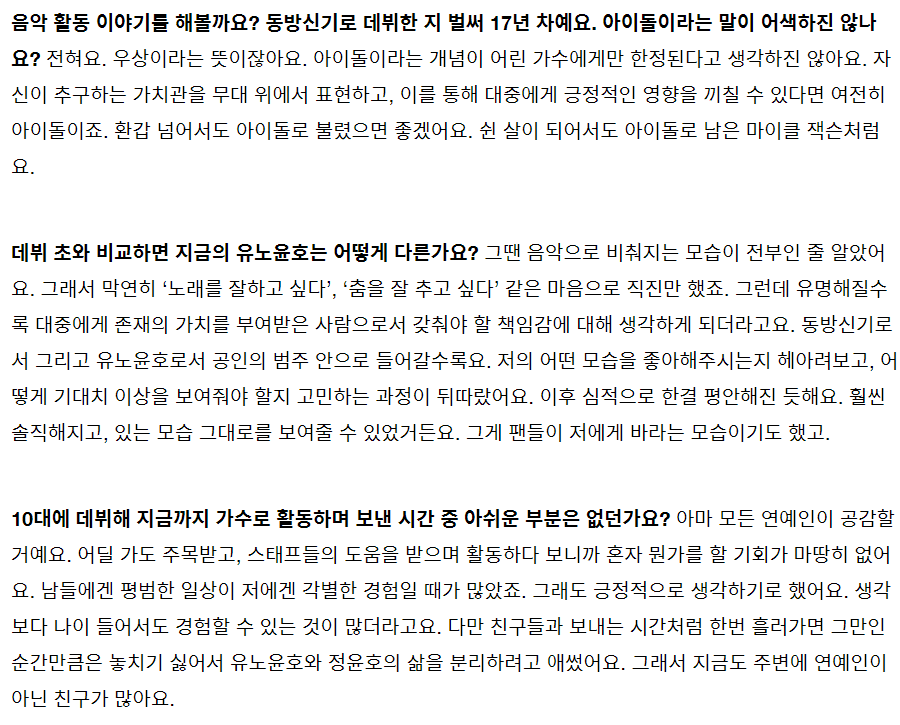 음악 활동 이야기를 해볼까요? 동방신기로 데뷔한 지 벌써 17년 차예요. 아이돌이라는 말이 어색하진 않나
요? 전혀요. 우상이라는 뜻이잖아요. 아이돌이라는 개념이 어린 가수에게만 한정된다고 생각하진 않아요. 자
신이 추구하는 가치관을 무대 위에서 표현하고, 이를 통해 대중에게 긍정적인 영향을 끼칠 수 있다면 여전히
아이돌이죠. 환갑 넘어서도 아이돌로 불렸으면 좋겠어요. 쉰 살이 되어서도 아이돌로 남은 마이클 잭슨처럼
요.
데뷔 초와 비교하면 지금의 유노윤호는 어떻게 다른가요? 그땐 음악으로 비춰지는 모습이 전부인 줄 알았어
요. 그래서 막연히 ‘노래를 잘하고 싶다’, ‘춤을 잘 추고 싶다’ 같은 마음으로 직진만 했죠. 그런데 유명해질수
록 대중에게 존재의 가치를 부여받은 사람으로서 갖춰야 할 책임감에 대해 생각하게 되더라고요. 동방신기로
서 그리고 유노윤호로서 공인의 범주 안으로 들어갈수록요. 저의 어떤 모습을 좋아해주시는지 헤아려보고, 어
떻게 기대치 이상을 보여줘야 할지 고민하는 과정이 뒤따랐어요. 이후 심적으로 한결 평안해진 듯해요. 훨씬
솔직해지고, 있는 모습 그대로를 보여줄 수 있었거든요. 그게 팬들이 저에게 바라는 모습이기도 했고.
10대에 데뷔해 지금까지 가수로 활동하며 보낸 시간 중 아쉬운 부분은 없던가요? 아마 모든 연예인이 공감할
거예요. 어딜 가도 주목받고, 스태프들의 도움을 받으며 활동하다 보니까 혼자 뭔가를 할 기회가 마땅히 없어
요. 남들에겐 평범한 일상이 저에겐 각별한 경험일 때가 많았죠. 그래도 긍정적으로 생각하기로 했어요. 생각
보다 나이 들어서도 경험할 수 있는 것이 많더라고요. 다만 친구들과 보내는 시간처럼 한번 흘러가면 그만인
순간만큼은 놓치기 싫어서 유노윤호와 정윤호의 삶을 분리하려고 애썼어요. 그래서 지금도 주변에 연예인이
아닌 친구가 많아요.